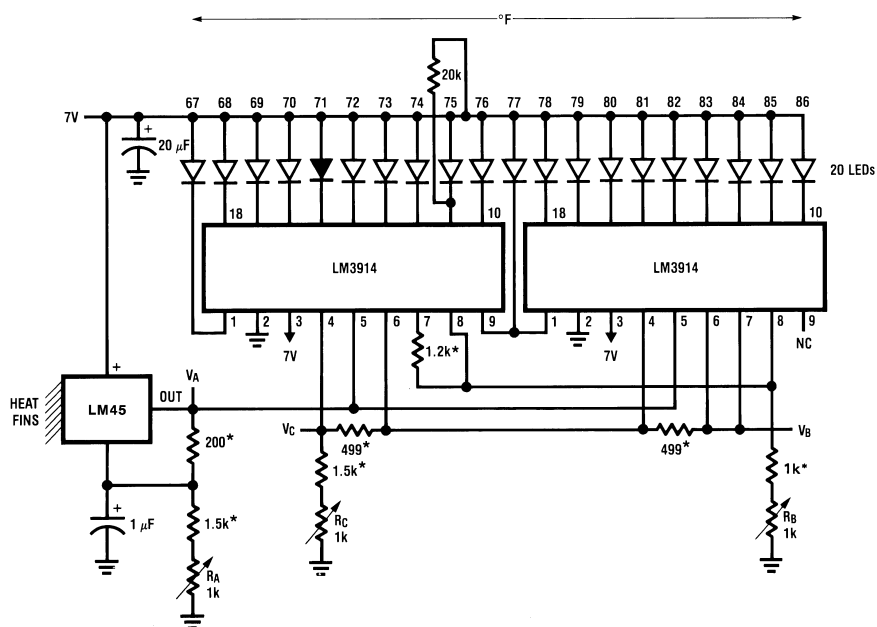 °F
20k
67 68 69 70 71 72 73 74 75 76 77 78 79 80 81 82 83 84 85 86
7V
+
20 μF
20 LEDs
18 10 18 10
LM3914 LM3914
1 2 3 4 5 6 7 8 9 1 2 3 4 5 6 7 8 9
7V 1.2k* 7V NC
+
HEAT FINS
LM45
OUT
VA
200*
VC
499*
499*
VB
1.5k*
1k*
+
1 μF
1.5k*
RC
1k
RB
1k
RA
1k